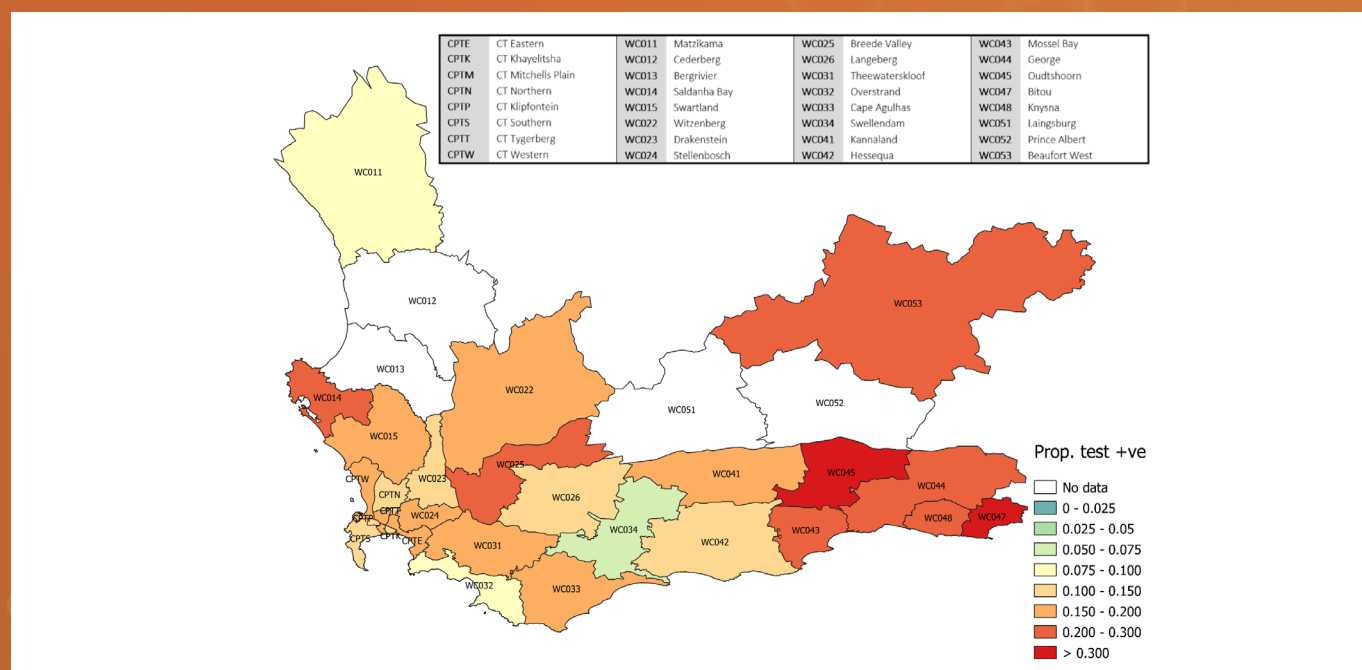 CPTE CT Eastern WC011 Matzikama WC025 Breede Valley WC043 Mossel Bay
CPTK CT Khayelitsha WC012 Cederberg WC026 Langeberg WC044 George
CPTM CT Mitchells Plain WC013 Bergrivier WC031 Theewaterskloof WC045 Oudtshoorn
CPTN CT Northern WC014 Saldanha Bay WC032 Overstrand WC047 Bitou
CPTP CT Klipfontein WC015 Swartland WC033 Cape Agulhas WC048 Knysna
CPTS CT Southern WC022 Witzenberg WC034 Swellendam WC051 Laingsburg
CPTT CT Tygerberg WC023 Drakenstein WC041 Kannaland WC052 Prince Albert
CPTW CT Western WC024 Stellenbosch WC042 Hessequa WC053 Beaufort West
WC011
WC012
WC053
WC013
WC022
WC014
WC051
WC052
WC015
WC025
WC045
WC041
WC023
CPTW
WC044
CPTN
WC026
WC024
WC047
WC048
WC034
WC043
CPTS
CPTK
CPTE
WC031
WC042
WC032
WC033
Prop. test +ve
No data
0 - 0.025
0.025 - 0.05
0.050 - 0.075
0.075 - 0.100
0.100 - 0.150
0.150 - 0.200
0.200 - 0.300
> 0.300